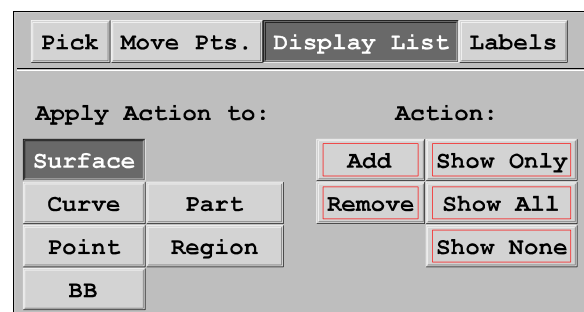 Pick Move Pts. Display List Labels
Apply Action to: Action:
Surface Add Show Only
Curve Part Remove Show All
Point Region Show None
BB